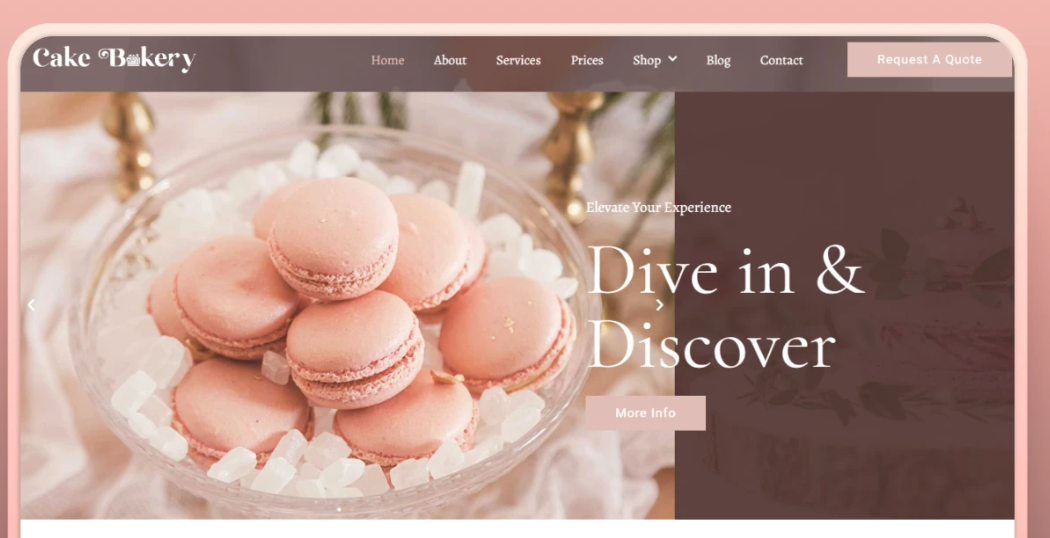 Cake Bakery
Home About Services Prices Shop Blog Contact Request A Quote
Elevate Your Experience
Dive in &
Discover
More Info